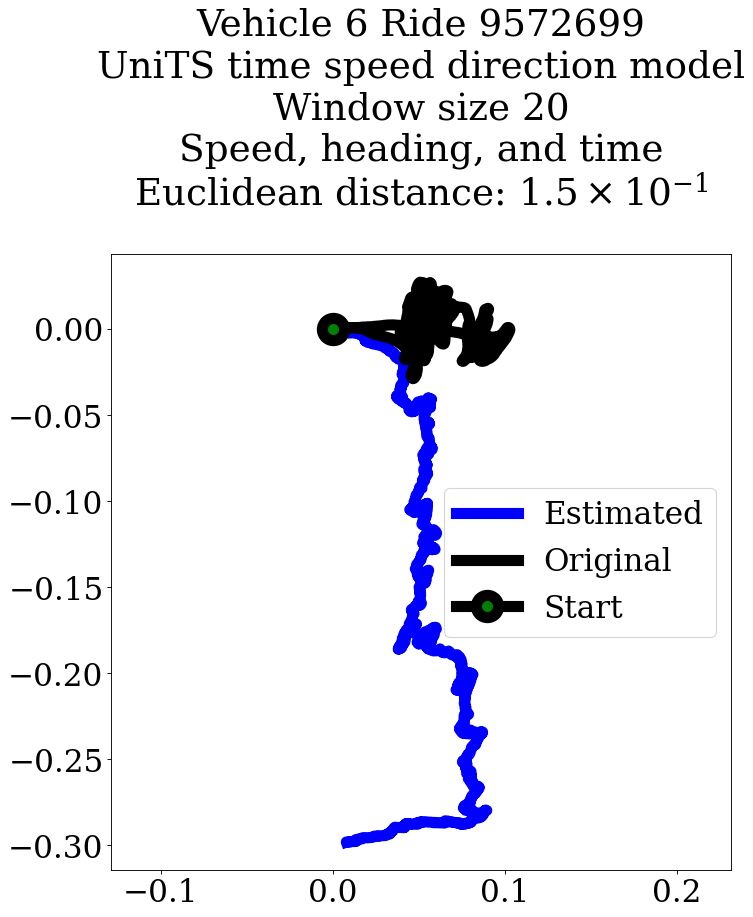 Vehicle 6 Ride 9572699
UniTS time speed direction model
Window size 20
Speed, heading, and time
Euclidean distance: 1.5 × 10⁻¹
0.00
−0.05
−0.10
−0.15
−0.20
−0.25
−0.30
Estimated
Original
Start
−0.1
0.0
0.1
0.2